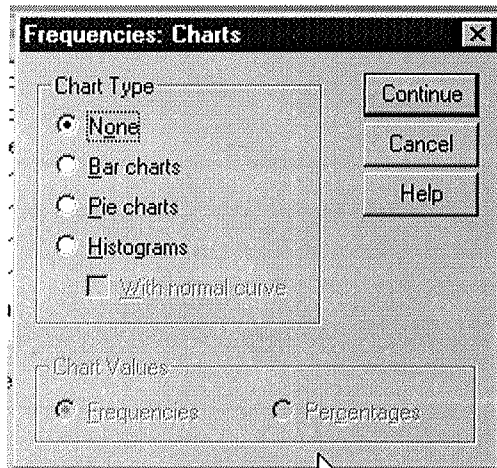 Frequencies: Charts
Chart Type
None
Bar charts
Pie charts
Histograms
With normal curve
Continue
Cancel
Help
Chart Values
Frequencies
Percentages